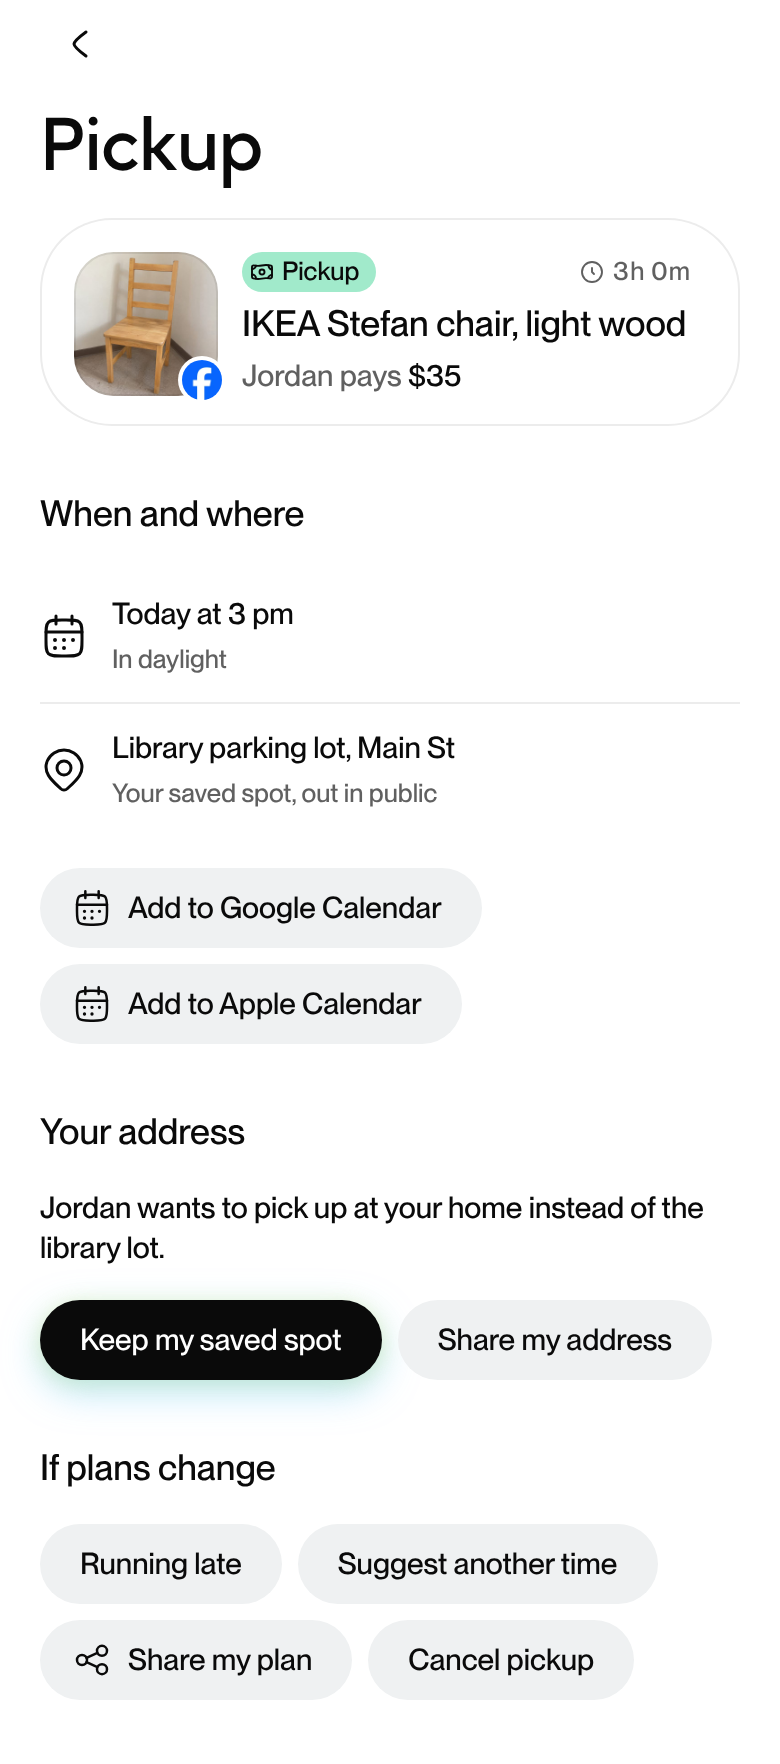 Pickup
Pickup
3h 0m
IKEA Stefan chair, light wood
Jordan pays $35
When and where
Today at 3 pm
In daylight
Library parking lot, Main St
Your saved spot, out in public
Add to Google Calendar
Add to Apple Calendar
Your address
Jordan wants to pick up at your home instead of the
library lot.
Keep my saved spot
Share my address
If plans change
Running late
Suggest another time
Share my plan
Cancel pickup